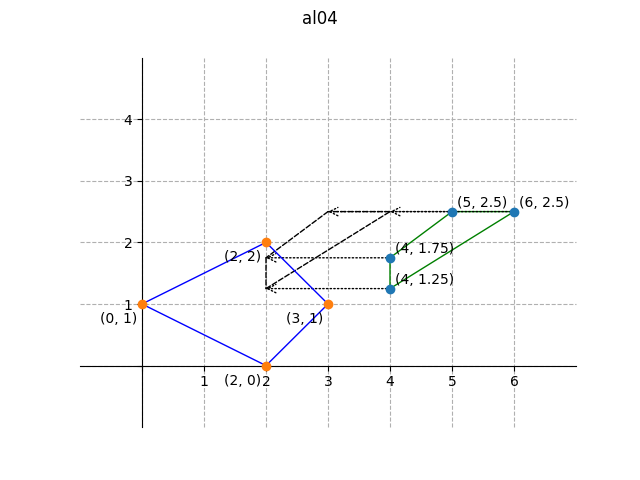 al04
4
3
(5, 2.5) (6, 2.5)
2
(2, 2) (4, 1.75)
(4, 1.25)
1
(0, 1) (3, 1)
(2, 0)
1 2 3 4 5 6